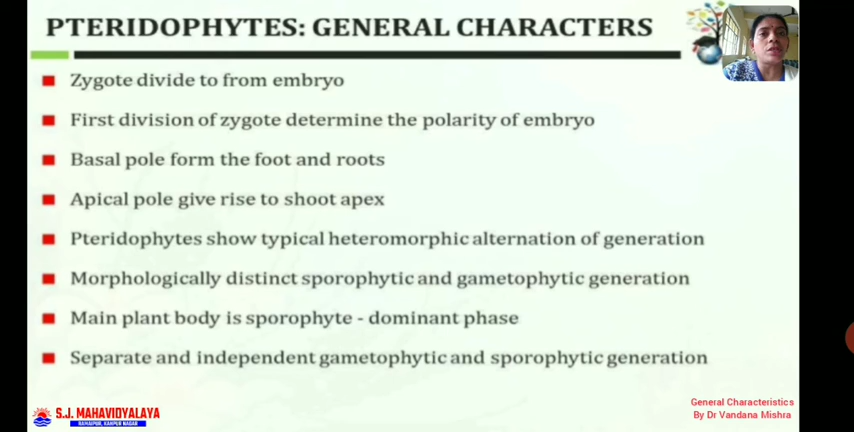 PTERIDOPHYTES: GENERAL CHARACTERS
Zygote divide to from embryo
First division of zygote determine the polarity of embryo
Basal pole form the foot and roots
Apical pole give rise to shoot apex
Pteridophytes show typical heteromorphic alternation of generation
Morphologically distinct sporophytic and gametophytic generation
Main plant body is sporophyte - dominant phase
Separate and independent gametophytic and sporophytic generation
S.J. MAHAVIDYALAYA
RAMAIPUR, KANPUR NAGAR
General Characteristics
By Dr Vandana Mishra